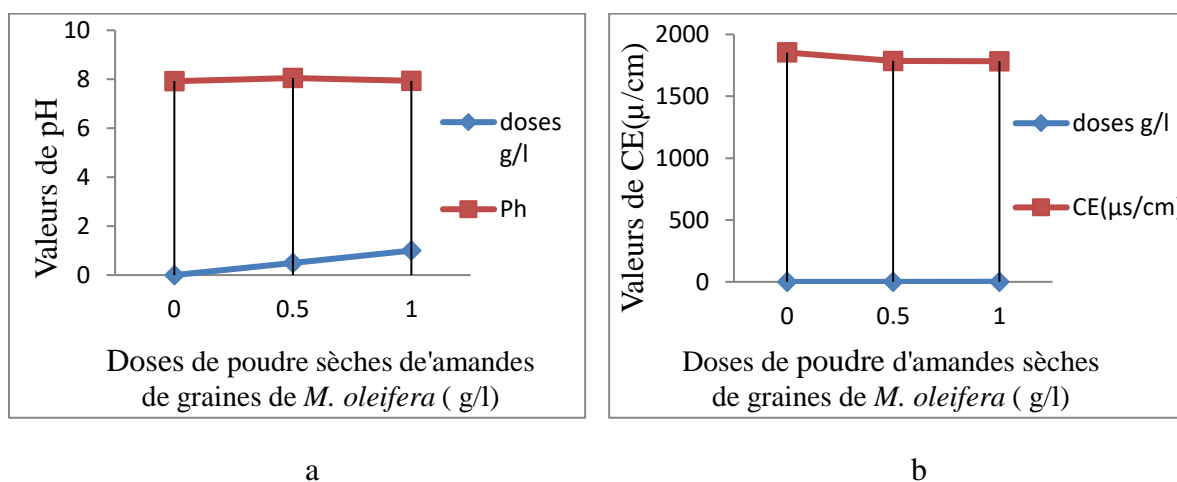 10
8
6
4
2
0
Valeurs de pH
0
0.5
1
doses
g/l
Ph
Doses de poudre sèches de'amandes
de graines de M. oleifera ( g/l)
a
2000
1500
1000
500
0
Valeurs de CE(µ/cm)
0
0.5
1
doses g/l
CE(µs/cm)
Doses de poudre d'amandes sèches
de graines de M. oleifera ( g/l)
b